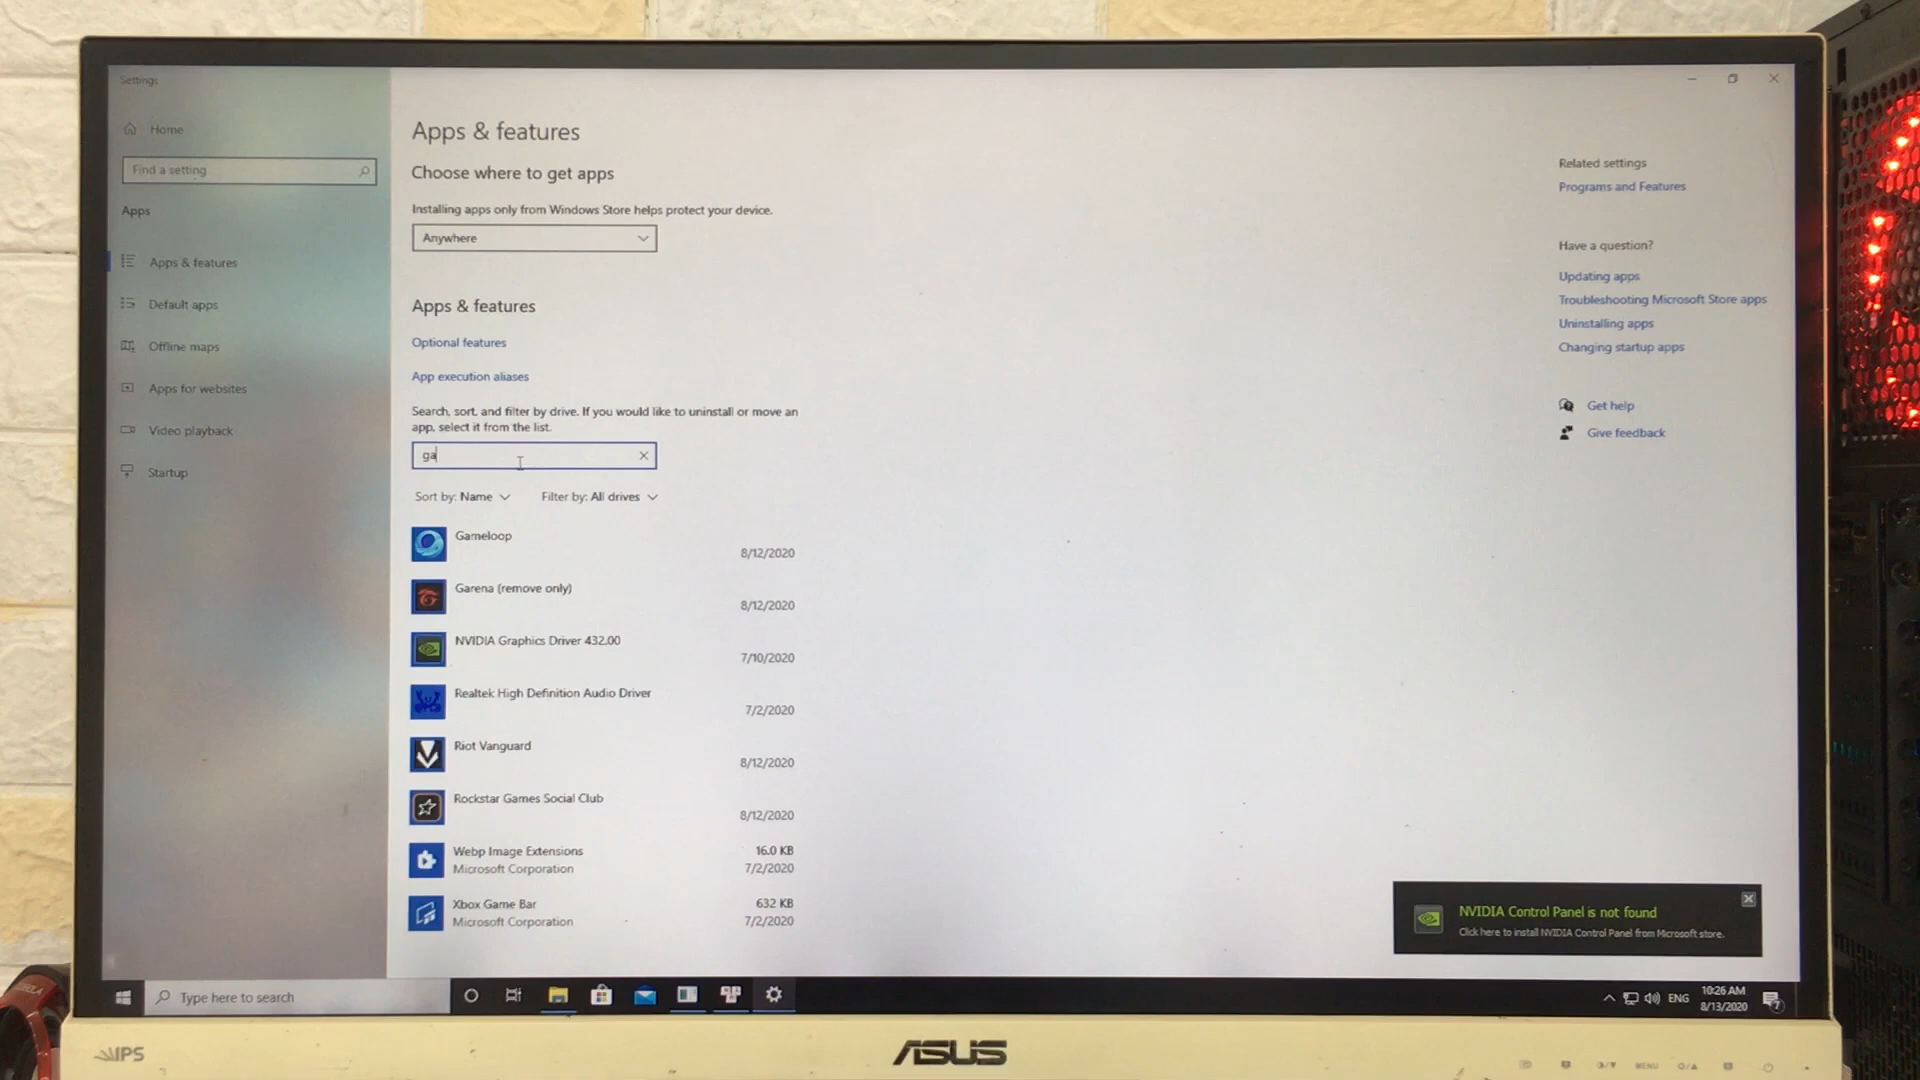 Settings
Home
Find a setting
Apps
Apps & features
Default apps
Offline maps
Apps for websites
Video playback
Startup
Apps & features
Choose where to get apps
Installing apps only from Windows Store helps protect your device.
Anywhere
Apps & features
Optional features
App execution aliases
Search, sort, and filter by drive. If you would like to uninstall or move an
app, select it from the list.
ga
Sort by: Name
Filter by: All drives
Gameloop
8/12/2020
Garena (remove only)
8/12/2020
NVIDIA Graphics Driver 432.00
7/10/2020
Realtek High Definition Audio Driver
7/2/2020
Riot Vanguard
8/12/2020
Rockstar Games Social Club
8/12/2020
Webp Image Extensions
16.0 KB
Microsoft Corporation
7/2/2020
Xbox Game Bar
632 KB
Microsoft Corporation
7/2/2020
Related settings
Programs and Features
Have a question?
Updating apps
Troubleshooting Microsoft Store apps
Uninstalling apps
Changing startup apps
Get help
Give feedback
NVIDIA Control Panel is not found
Click here to install NVIDIA Control Panel from Microsoft store.
Type here to search
ENG
10:26 AM
8/13/2020
7
IPS
ASUS
MENU